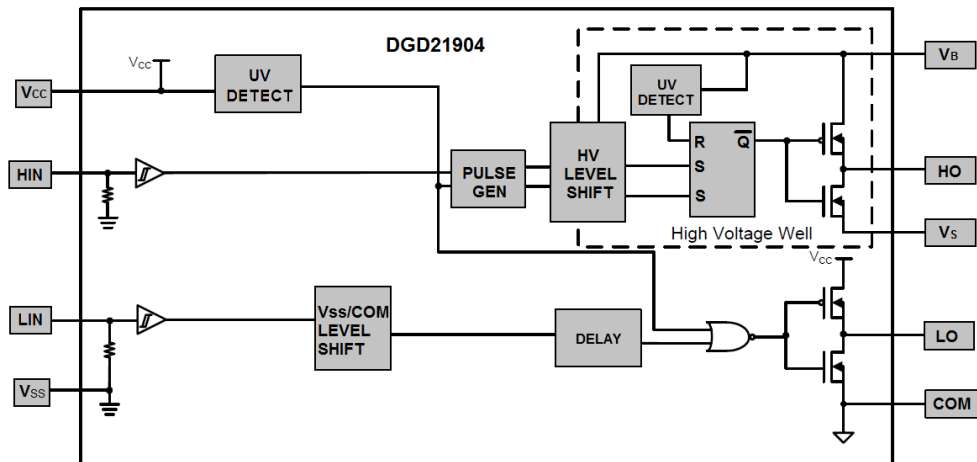 DGD21904
VCC
VCC
UV
DETECT
HIN
PULSE
GEN
HV
LEVEL
SHIFT
UV
DETECT
R
Q
S
S
High Voltage Well
VB
HO
VS
LIN
VSS
Vss/COM
LEVEL
SHIFT
DELAY
VCC
LO
COM